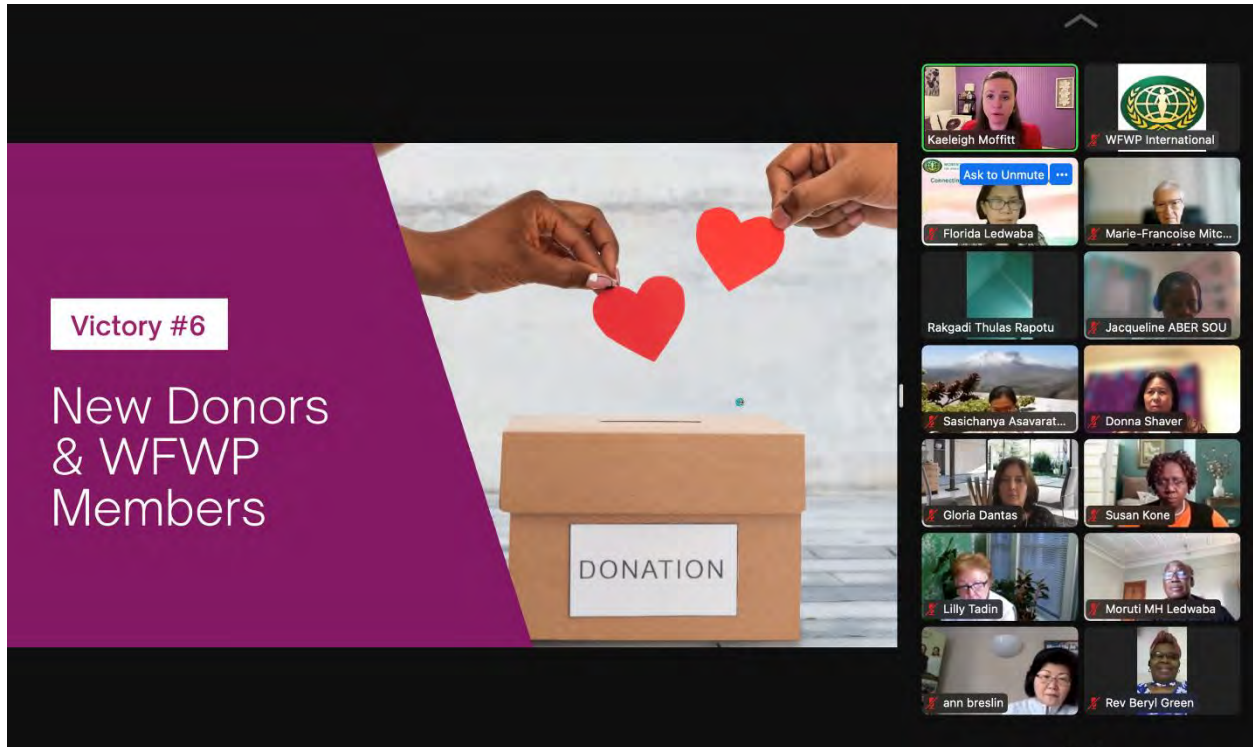 Victory #6
New Donors
& WFWP
Members
DONATION
Kaeleigh Moffitt
WFWP International
Ask to Unmute ...
Florida Ledwaba
Marie-Francoise Mitc...
Rakgadi Thulas Rapotu
Jacqueline ABER SOU
Sasichanya Asavarat...
Donna Shaver
Gloria Dantas
Susan Kone
Lilly Tadin
Moruti MH Ledwaba
ann breslin
Rev Beryl Green